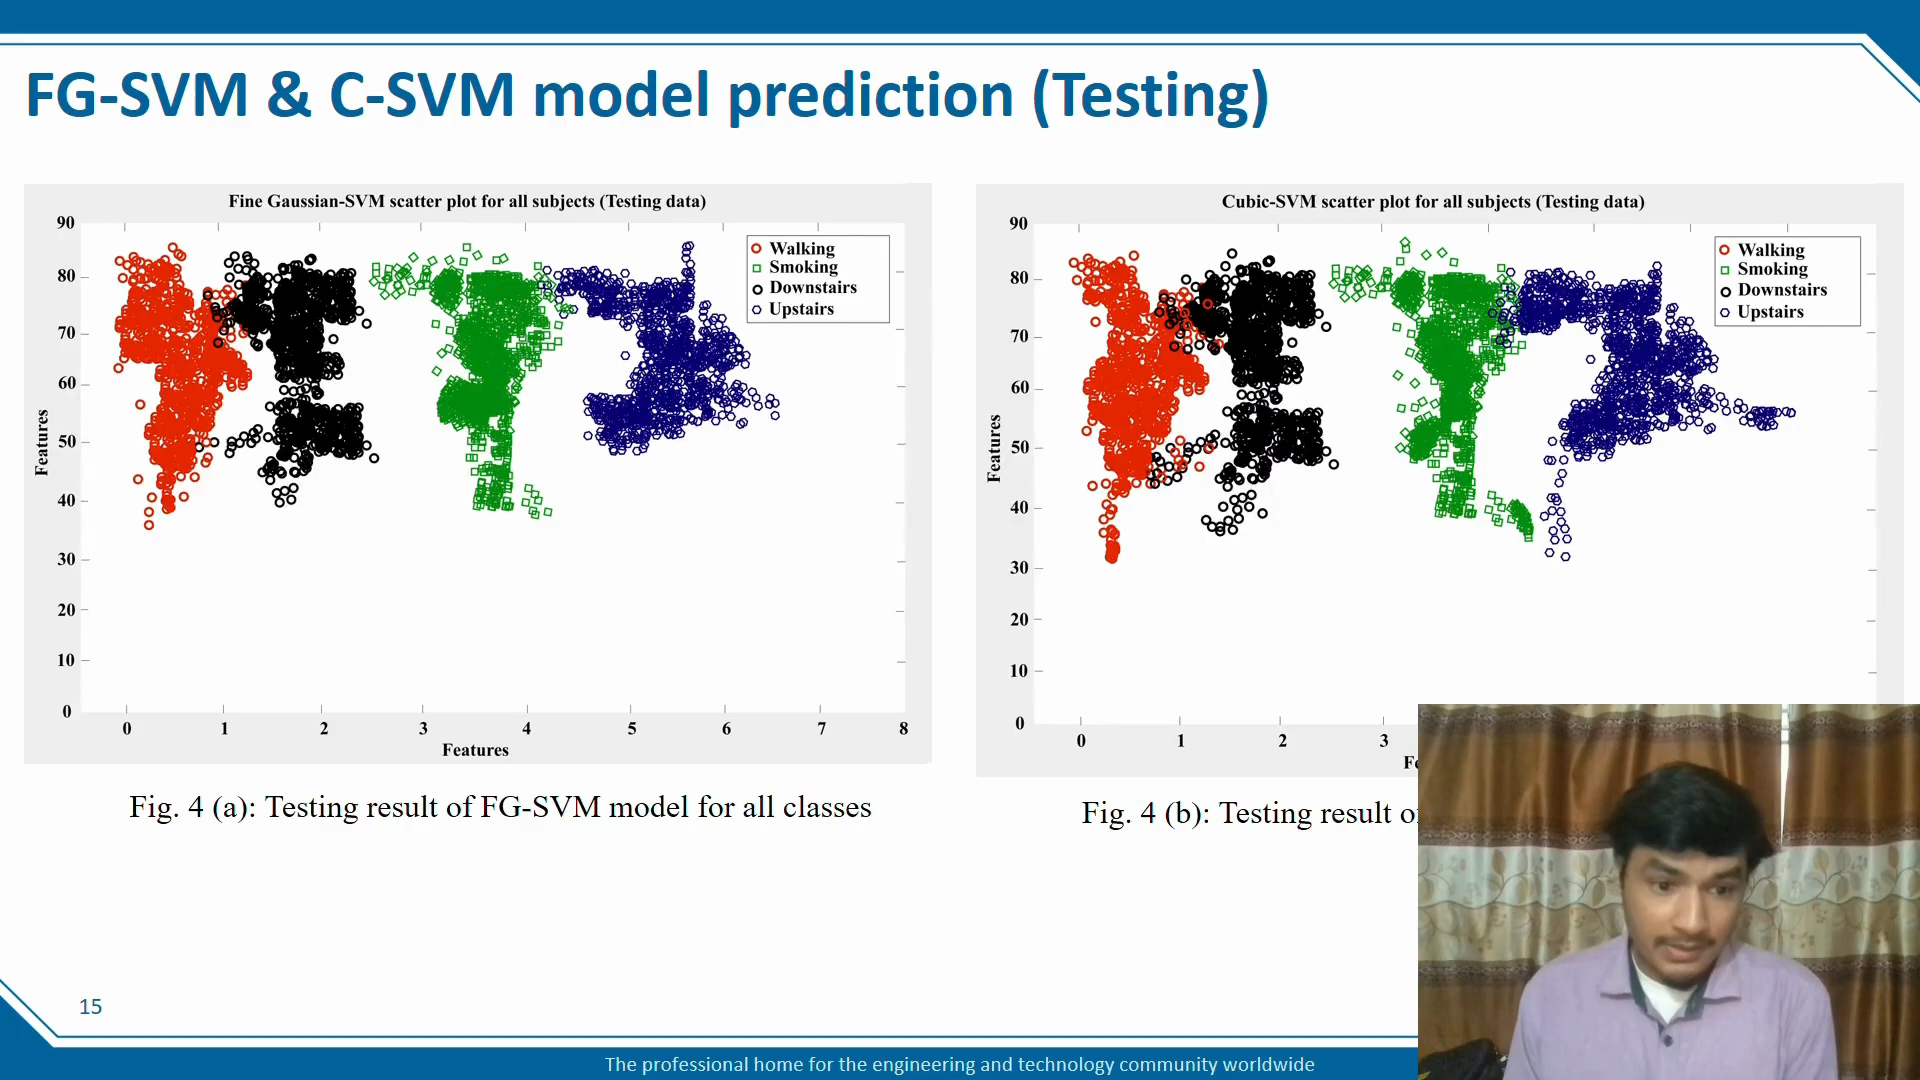 FG-SVM & C-SVM model prediction (Testing)
Fine Gaussian-SVM scatter plot for all subjects (Testing data)
90
80
70
60
50
40
30
20
10
0
Features
0 1 2 3 4 5 6 7 8
Features
Walking
Smoking
Downstairs
Upstairs
Fig. 4 (a): Testing result of FG-SVM model for all classes
Cubic-SVM scatter plot for all subjects (Testing data)
90
80
70
60
50
40
30
20
10
0
Features
0 1 2 3
Walking
Smoking
Downstairs
Upstairs
Fig. 4 (b): Testing result
15
The professional home for the engineering and technology community worldwide